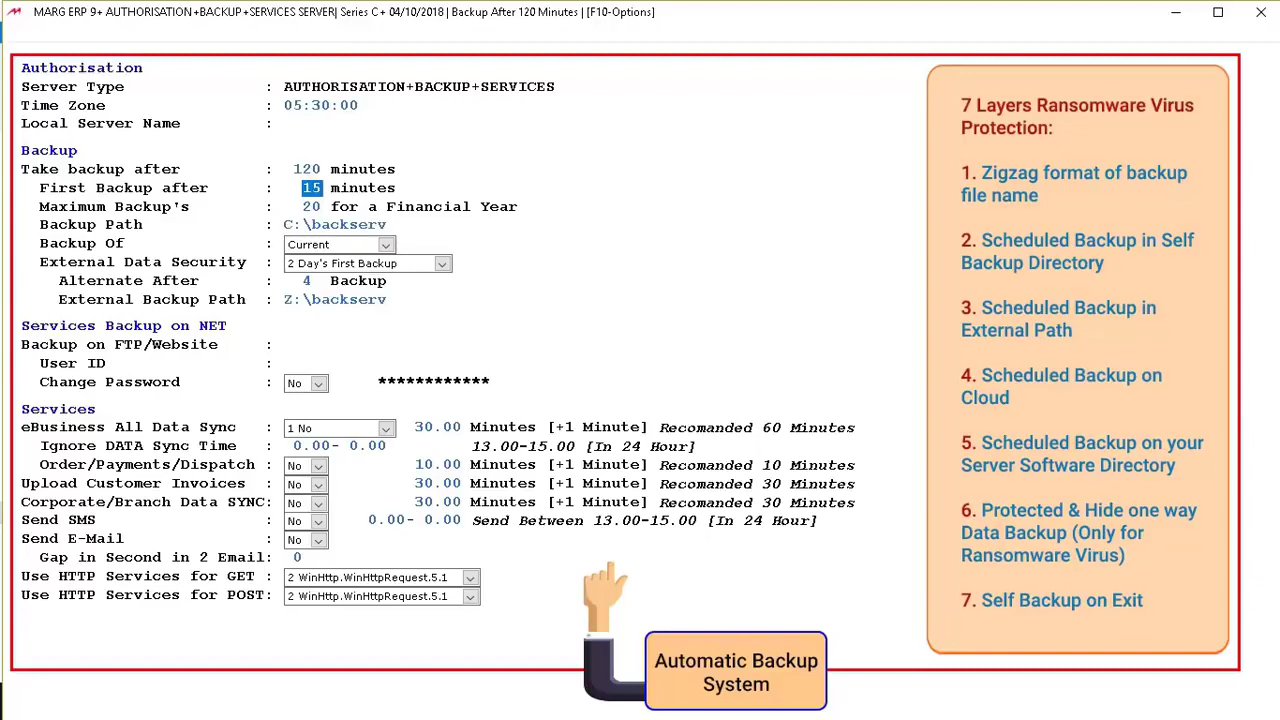 MARG ERP 9+ AUTHORISATION+BACKUP+SERVICES SERVER| Series C+ 04/10/2018 | Backup After 120 Minutes | [F10-Options]
Authorisation
Server Type : AUTHORISATION+BACKUP+SERVICES
Time Zone : 05:30:00
Local Server Name :
Backup
Take backup after : 120 minutes
First Backup after : 15 minutes
Maximum Backup's : 20 for a Financial Year
Backup Path : C:\backserv
Backup Of : Current
External Data Security : 2 Day's First Backup
Alternate After : 4 Backup
External Backup Path : Z:\backserv
Services Backup on NET
Backup on FTP/Website :
User ID :
Change Password : No ************
Services
eBusiness All Data Sync : 1 No 30.00 Minutes [+1 Minute] Recomanded 60 Minutes
Ignore DATA Sync Time : 0.00- 0.00 13.00-15.00 [In 24 Hour]
Order/Payments/Dispatch : No 10.00 Minutes [+1 Minute] Recomanded 10 Minutes
Upload Customer Invoices : No 30.00 Minutes [+1 Minute] Recomanded 30 Minutes
Corporate/Branch Data SYNC: No 30.00 Minutes [+1 Minute] Recomanded 30 Minutes
Send SMS : No 0.00- 0.00 Send Between 13.00-15.00 [In 24 Hour]
Send E-Mail : No
Gap in Second in 2 Email: 0
Use HTTP Services for GET : 2 WinHttp.WinHttpRequest.5.1
Use HTTP Services for POST: 2 WinHttp.WinHttpRequest.5.1
7 Layers Ransomware Virus
Protection:
1. Zigzag format of backup
file name
2. Scheduled Backup in Self
Backup Directory
3. Scheduled Backup in
External Path
4. Scheduled Backup on
Cloud
5. Scheduled Backup on your
Server Software Directory
6. Protected & Hide one way
Data Backup (Only for
Ransomware Virus)
7. Self Backup on Exit
Automatic Backup
System